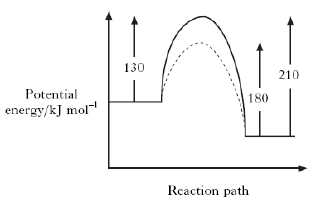 130
210
Potential
energy/kJ mol⁻¹
180
Reaction path